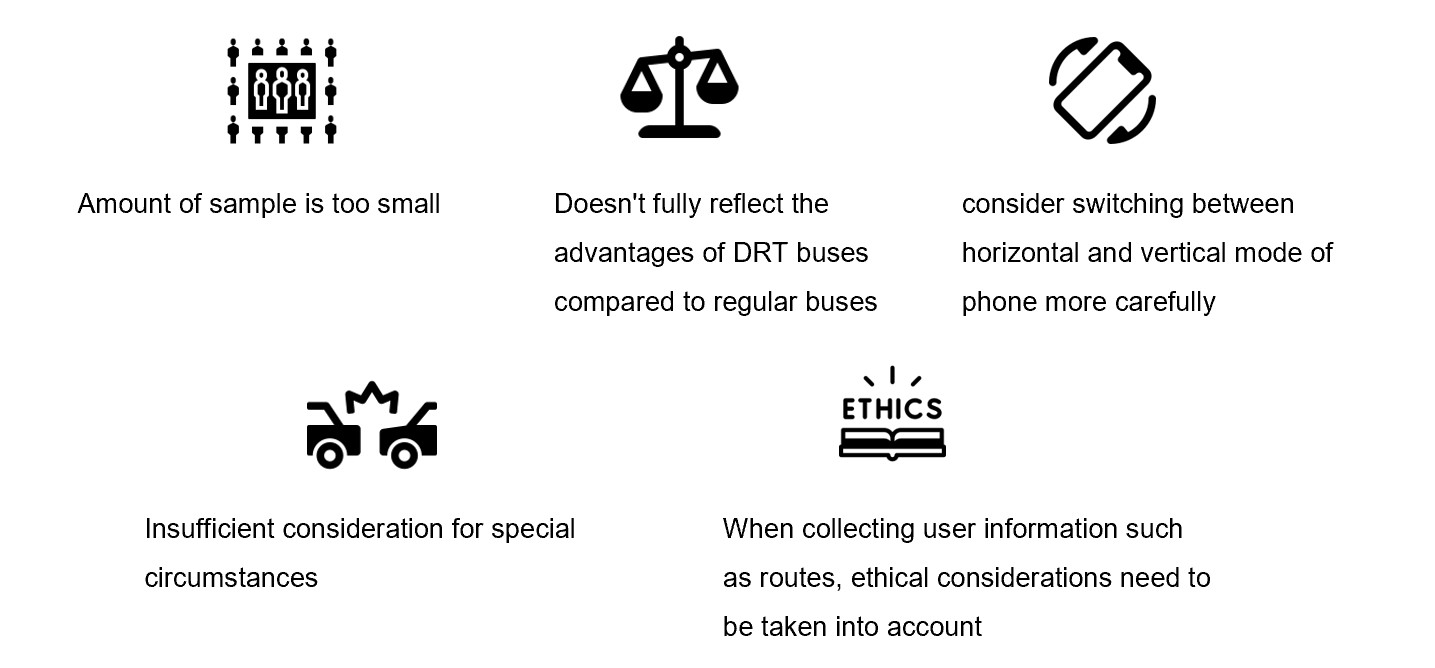 Amount of sample is too small
Doesn't fully reflect the
advantages of DRT buses
compared to regular buses
consider switching between
horizontal and vertical mode of
phone more carefully
Insufficient consideration for special
circumstances
ETHICS
When collecting user information such
as routes, ethical considerations need to
be taken into account